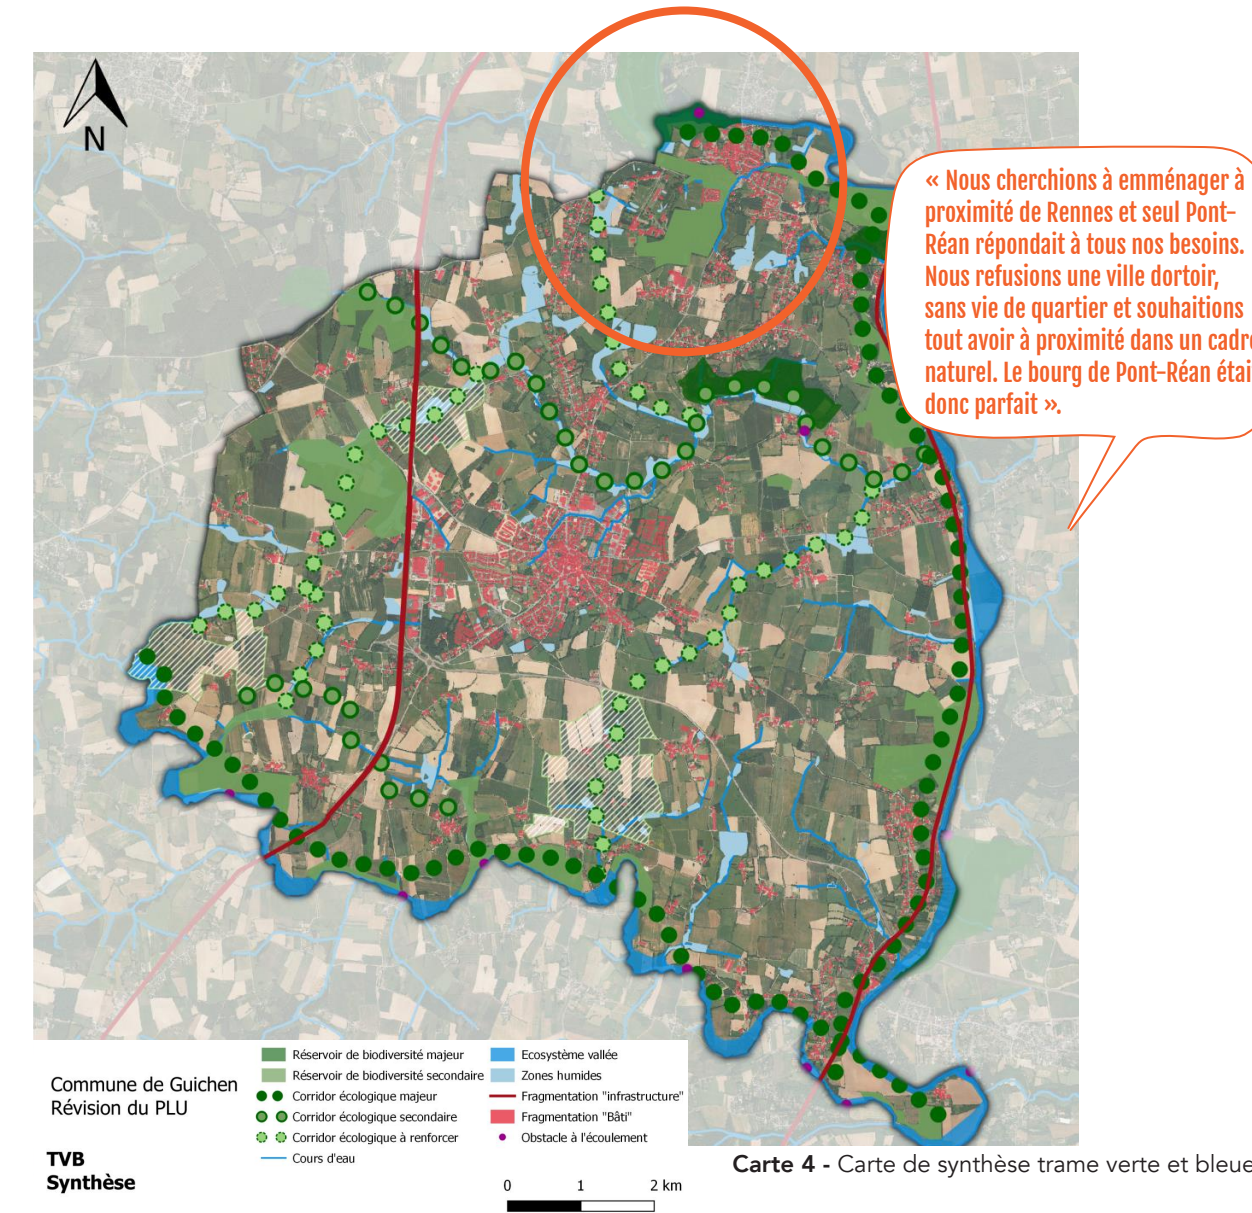 N
« Nous cherchions à emménager à
proximité de Rennes et seul Pont-
Réan répondait à tous nos besoins.
Nous refusions une ville dortoir,
sans vie de quartier et souhaitions
tout avoir à proximité dans un cadre
naturel. Le bourg de Pont-Réan étai
donc parfait ».
Commune de Guichen
Révision du PLU
TVB
Synthèse
Réservoir de biodiversité majeur
Réservoir de biodiversité secondaire
Corridor écologique majeur
Corridor écologique secondaire
Corridor écologique à renforcer
Cours d'eau
Ecosystème vallée
Zones humides
Fragmentation "infrastructure"
Fragmentation "Bâti"
Obstacle à l'écoulement
0 1 2 km
Carte 4 - Carte de synthèse trame verte et bleue